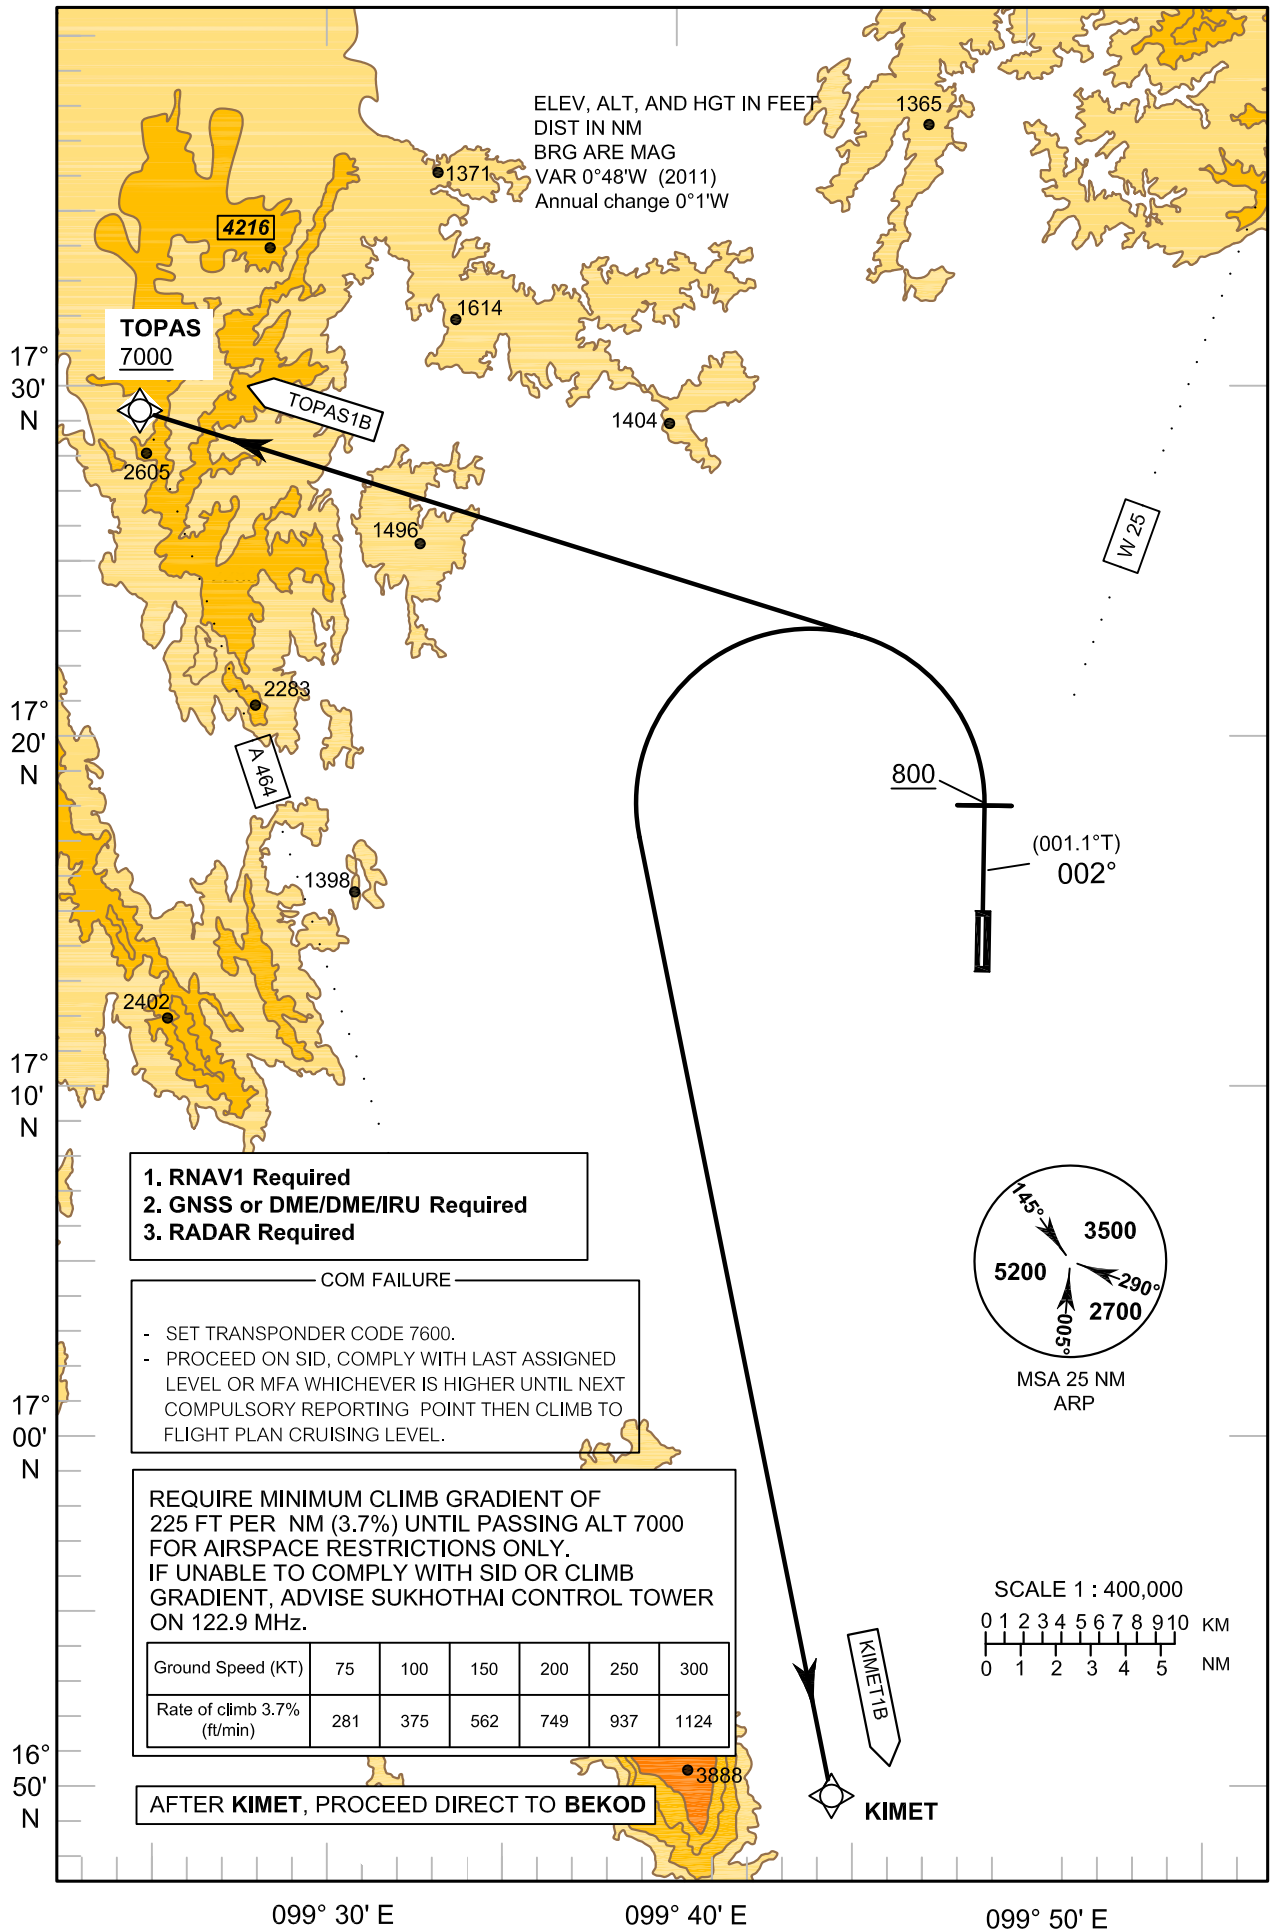 ELEV, ALT, AND HGT IN FEET
DIST IN NM
BRG ARE MAG
VAR 0°48'W (2011)
Annual change 0°1'W
1365
1371
4216
1614
TOPAS
7000
17°
30'
N
TOPAS1B
1404
2605
1496
W 25
2283
17°
20'
N
A 464
800
(001.1°T)
002°
1398
2402
17°
10'
N
1. RNAV1 Required
2. GNSS or DME/DME/IRU Required
3. RADAR Required
COM FAILURE
- SET TRANSPONDER CODE 7600.
- PROCEED ON SID, COMPLY WITH LAST ASSIGNED
LEVEL OR MFA WHICHEVER IS HIGHER UNTIL NEXT
COMPULSORY REPORTING POINT THEN CLIMB TO
FLIGHT PLAN CRUISING LEVEL.
145°
3500
5200
290°
2700
005°
MSA 25 NM
ARP
17°
00'
N
REQUIRE MINIMUM CLIMB GRADIENT OF
225 FT PER NM (3.7%) UNTIL PASSING ALT 7000
FOR AIRSPACE RESTRICTIONS ONLY.
IF UNABLE TO COMPLY WITH SID OR CLIMB
GRADIENT, ADVISE SUKHOTHAI CONTROL TOWER
ON 122.9 MHz.
Ground Speed (KT) 75 100 150 200 250 300
Rate of climb 3.7% (ft/min) 281 375 562 749 937 1124
SCALE 1 : 400,000
0 1 2 3 4 5 6 7 8 9 10 KM
0 1 2 3 4 5 NM
KIMET1B
16°
50'
N
3888
AFTER KIMET, PROCEED DIRECT TO BEKOD
KIMET
099° 30' E
099° 40' E
099° 50' E